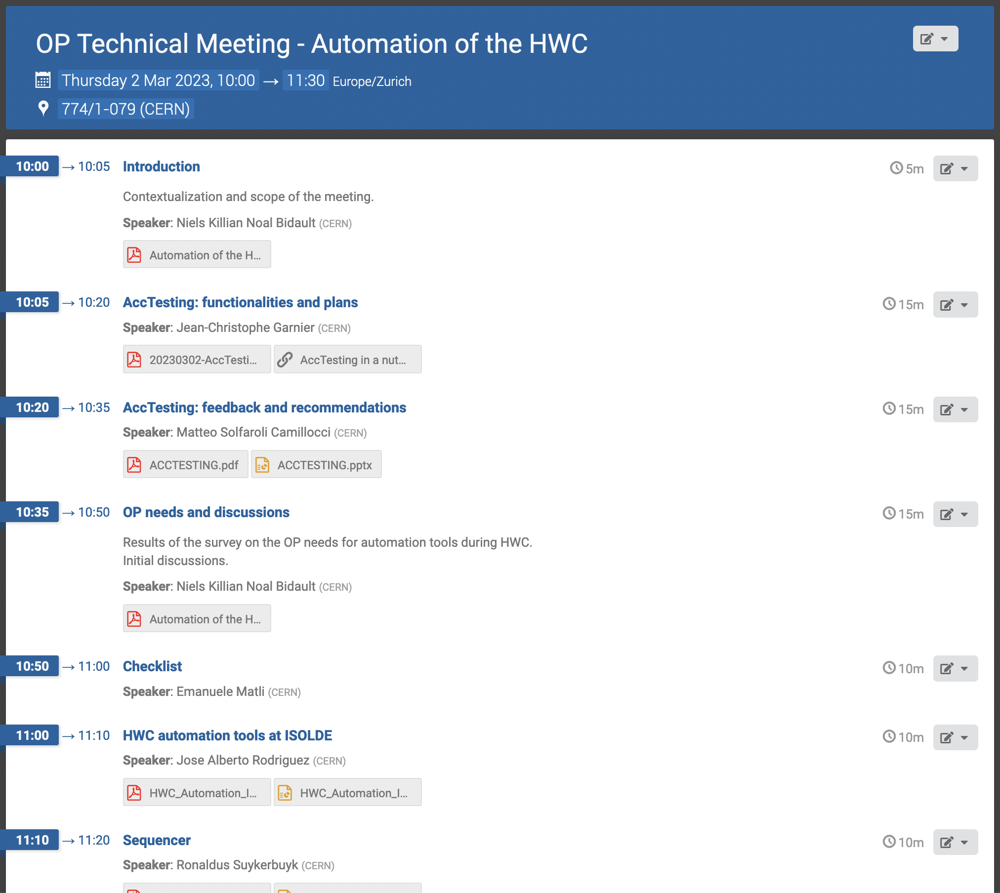 OP Technical Meeting - Automation of the HWC
Thursday 2 Mar 2023, 10:00 → 11:30 Europe/Zurich
774/1-079 (CERN)
10:00 → 10:05 Introduction 5m
Contextualization and scope of the meeting.
Speaker: Niels Killian Noal Bidault (CERN)
Automation of the H...
10:05 → 10:20 AccTesting: functionalities and plans 15m
Speaker: Jean-Christophe Garnier (CERN)
20230302-AccTesti... AccTesting in a nut...
10:20 → 10:35 AccTesting: feedback and recommendations 15m
Speaker: Matteo Solfaroli Camillocci (CERN)
ACCTESTING.pdf ACCTESTING.pptx
10:35 → 10:50 OP needs and discussions 15m
Results of the survey on the OP needs for automation tools during HWC.
Initial discussions.
Speaker: Niels Killian Noal Bidault (CERN)
Automation of the H...
10:50 → 11:00 Checklist 10m
Speaker: Emanuele Matli (CERN)
11:00 → 11:10 HWC automation tools at ISOLDE 10m
Speaker: Jose Alberto Rodriguez (CERN)
HWC_Automation_I... HWC_Automation_I...
11:10 → 11:20 Sequencer 10m
Speaker: Ronaldus Suykerbuyk (CERN)